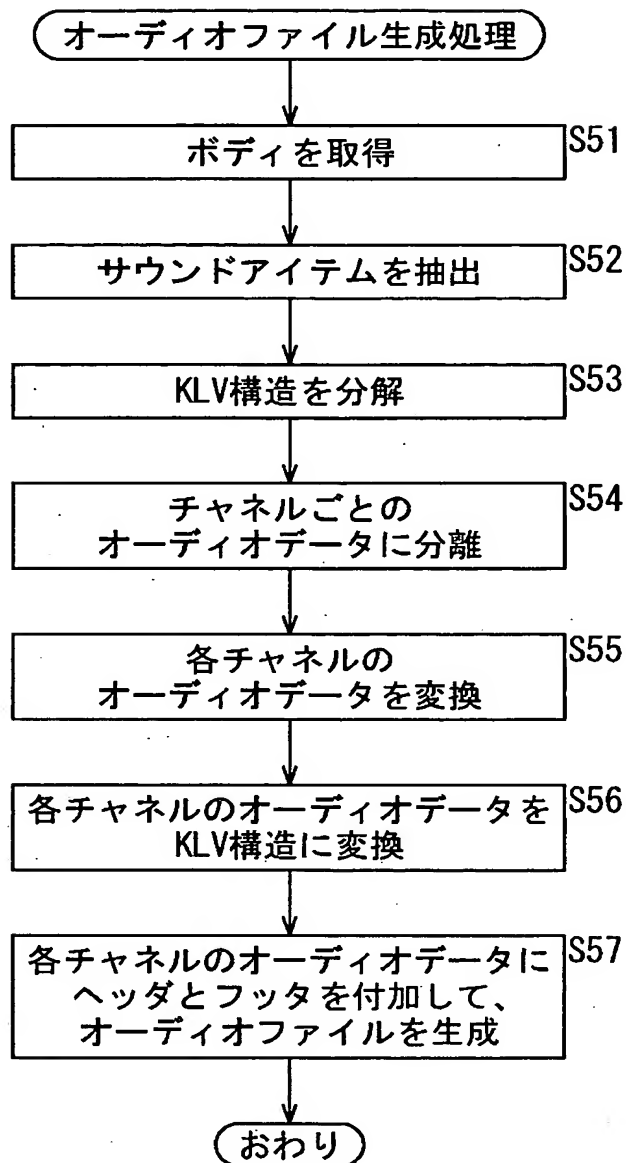 オーディオファイル生成処理
ボディを取得
S51
サウンドアイテムを抽出
S52
KLV構造を分解
S53
チャネルごとの
オーディオデータに分離
S54
各チャネルの
オーディオデータを変換
S55
各チャネルのオーディオデータを
KLV構造に変換
S56
各チャネルのオーディオデータに
ヘッダとフッタを付加して、
オーディオファイルを生成
S57
おわり